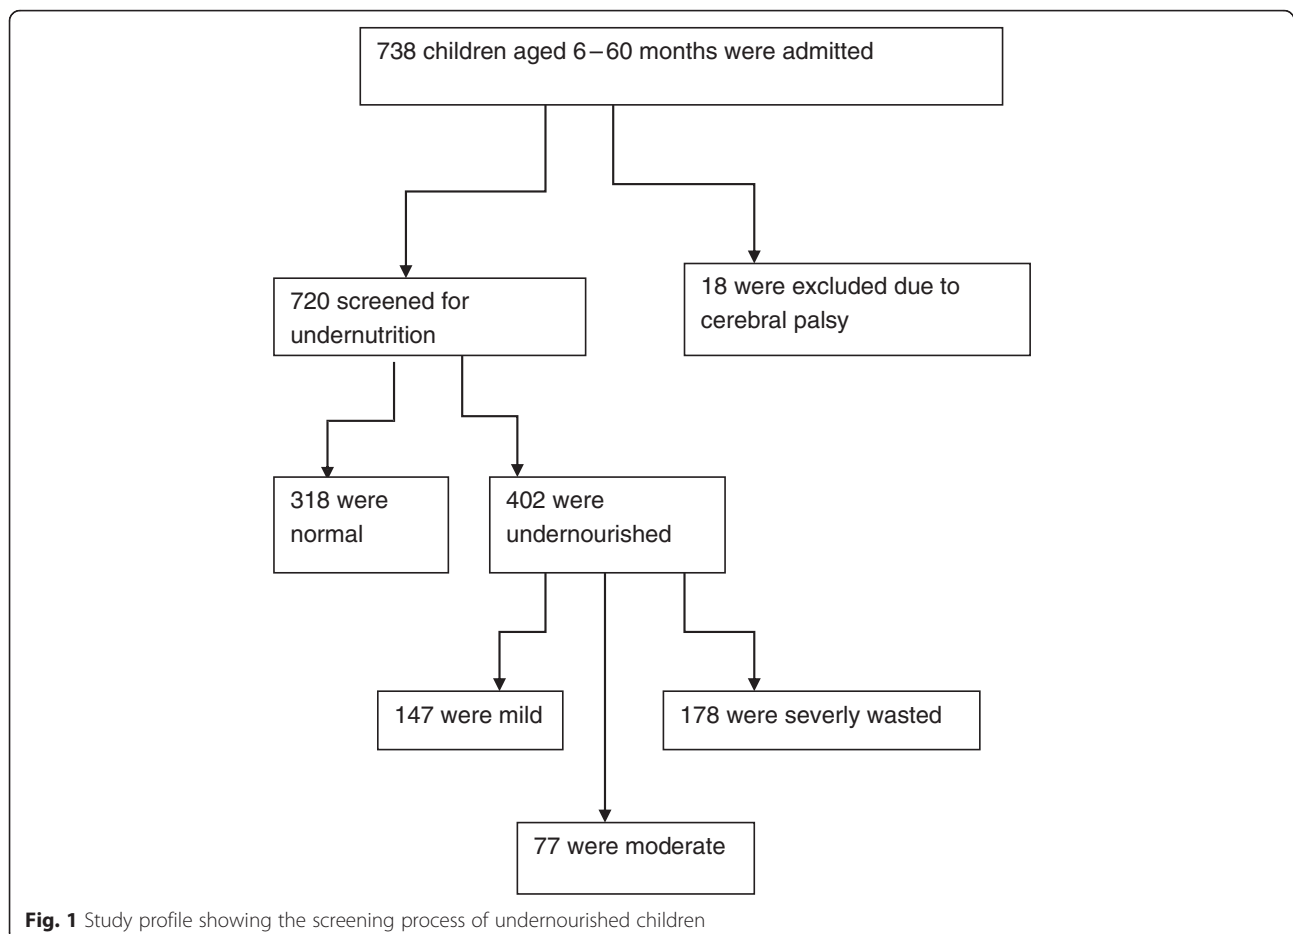 738 children aged 6–60 months were admitted
18 were excluded due to
cerebral palsy
720 screened for
undernutrition
318 were
normal
402 were
undernourished
147 were mild
178 were severly wasted
77 were moderate
Fig. 1 Study profile showing the screening process of undernourished children